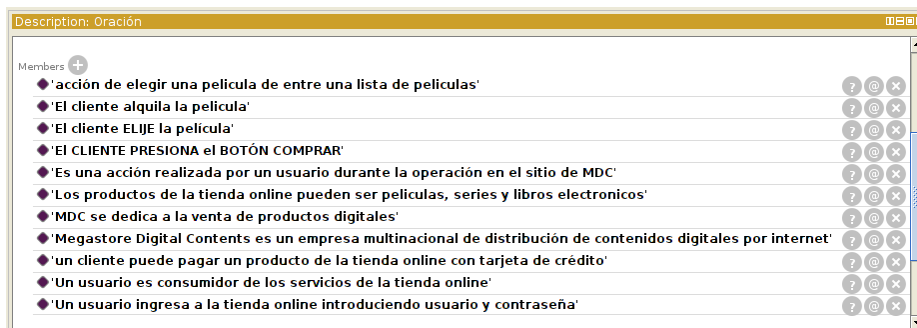 Description: Oración
Members
'acción de elegir una pelicula de entre una lista de peliculas'
'El cliente alquila la pelicula'
'El cliente ELIJE la película'
'El CLIENTE PRESIONA el BOTÓN COMPRAR'
'Es una acción realizada por un usuario durante la operación en el sitio de MDC'
'Los productos de la tienda online pueden ser peliculas, series y libros electronicos'
'MDC se dedica a la venta de productos digitales'
'Megastore Digital Contents es un empresa multinacional de distribución de contenidos digitales por internet'
'un cliente puede pagar un producto de la tienda online con tarjeta de crédito'
'Un usuario es consumidor de los servicios de la tienda online'
'Un usuario ingresa a la tienda online introduciendo usuario y contraseña'